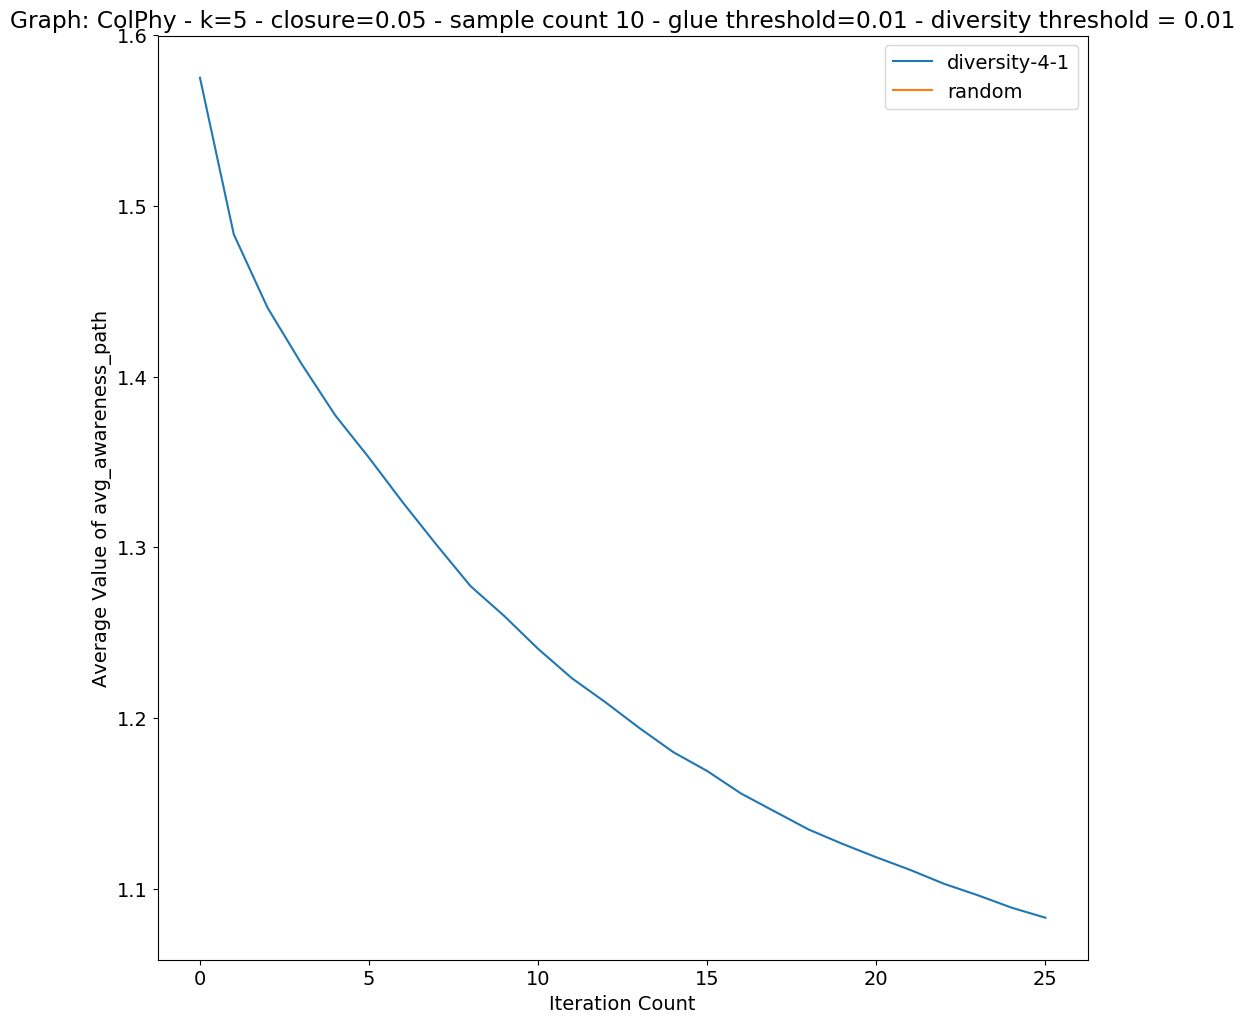 Graph: ColPhy - k=5 - closure=0.05 - sample count 10 - glue threshold=0.01 - diversity threshold = 0.01
1.6
diversity-4-1
random
1.5
1.4
Average Value of avg_awareness_path
1.3
1.2
1.1
0
5
10
15
20
25
Iteration Count